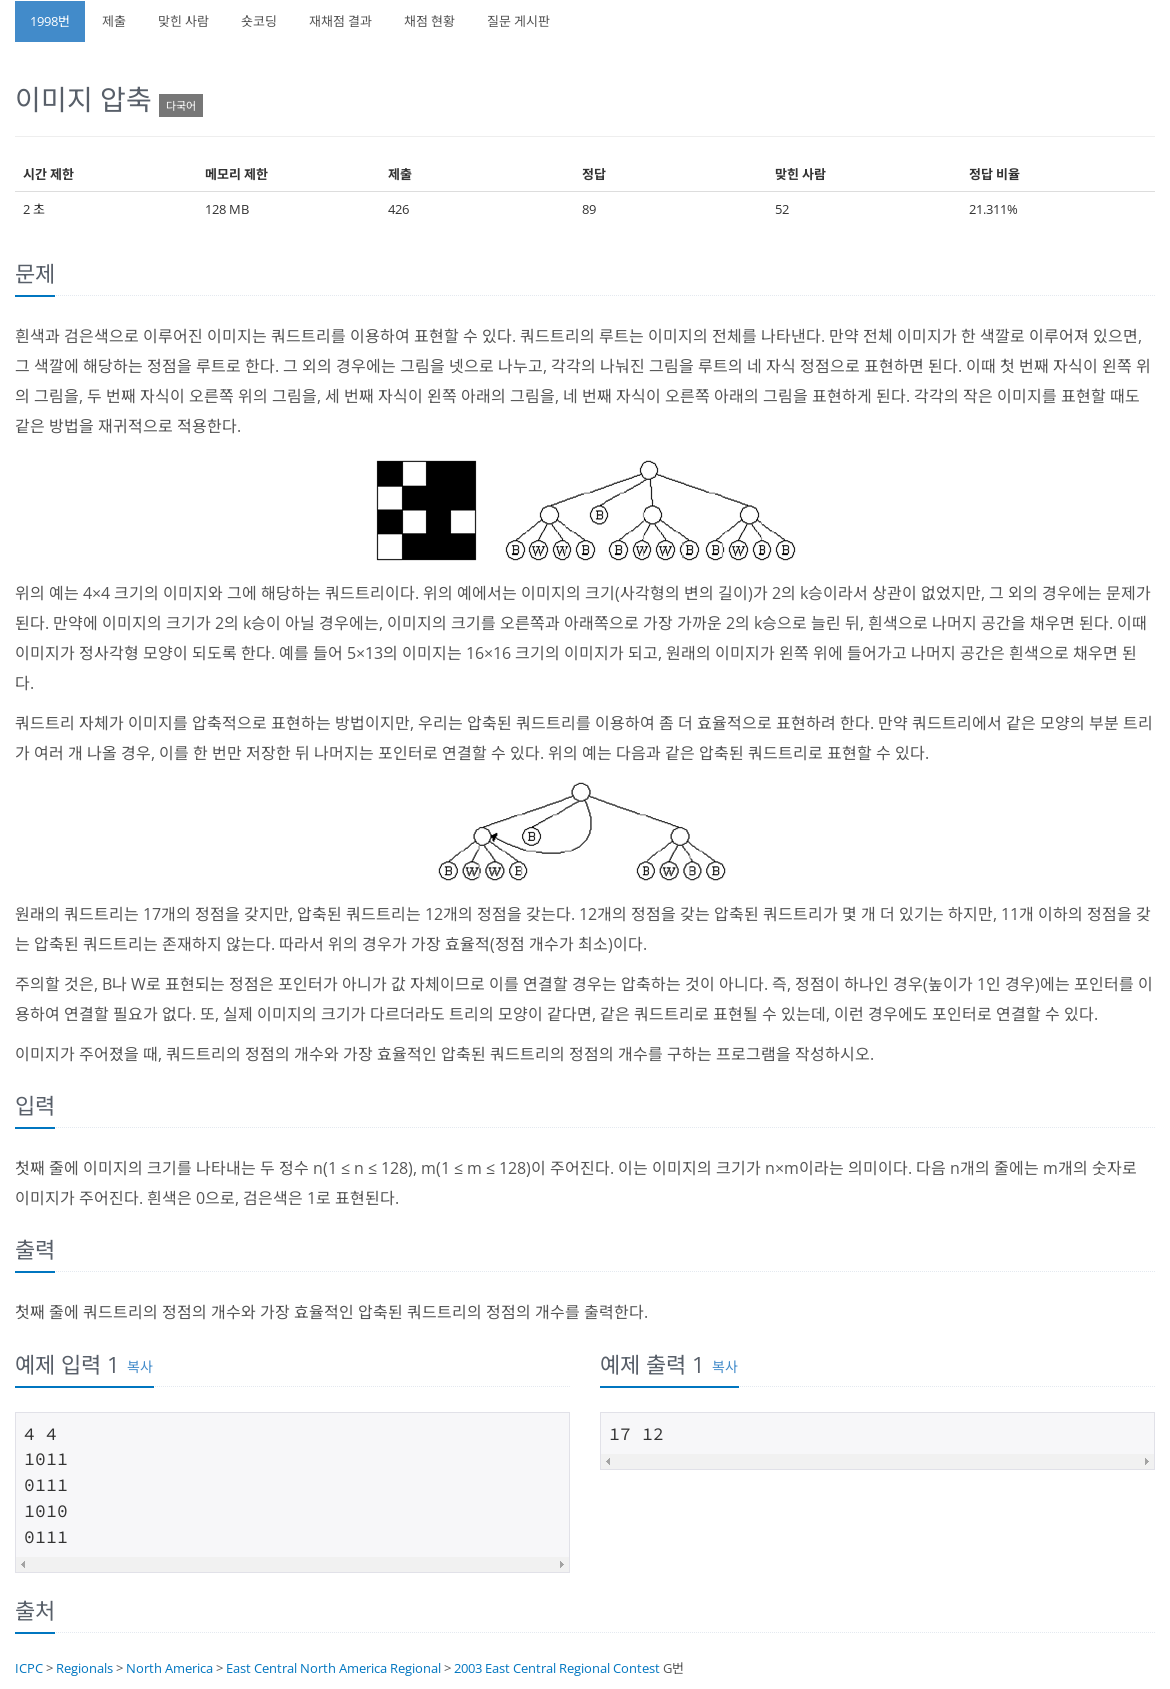 1998번 제출 맞힌 사람 숏코딩 재채점 결과 채점 현황 질문 게시판
이미지 압축 다국어
시간 제한 메모리 제한 제출 정답 맞힌 사람 정답 비율
2 초 128 MB 426 89 52 21.311%
문제
흰색과 검은색으로 이루어진 이미지는 쿼드트리를 이용하여 표현할 수 있다. 쿼드트리의 루트는 이미지의 전체를 나타낸다. 만약 전체 이미지가 한 색깔로 이루어져 있으면,
그 색깔에 해당하는 정점을 루트로 한다. 그 외의 경우에는 그림을 넷으로 나누고, 각각의 나눠진 그림을 루트의 네 자식 정점으로 표현하면 된다. 이때 첫 번째 자식이 왼쪽 위
의 그림을, 두 번째 자식이 오른쪽 위의 그림을, 세 번째 자식이 왼쪽 아래의 그림을, 네 번째 자식이 오른쪽 아래의 그림을 표현하게 된다. 각각의 작은 이미지를 표현할 때도
같은 방법을 재귀적으로 적용한다.
B
B W W B B W W B B W B B
위의 예는 4×4 크기의 이미지와 그에 해당하는 쿼드트리이다. 위의 예에서는 이미지의 크기(사각형의 변의 길이)가 2의 k승이라서 상관이 없었지만, 그 외의 경우에는 문제가
된다. 만약에 이미지의 크기가 2의 k승이 아닐 경우에는, 이미지의 크기를 오른쪽과 아래쪽으로 가장 가까운 2의 k승으로 늘린 뒤, 흰색으로 나머지 공간을 채우면 된다. 이때
이미지가 정사각형 모양이 되도록 한다. 예를 들어 5×13의 이미지는 16×16 크기의 이미지가 되고, 원래의 이미지가 왼쪽 위에 들어가고 나머지 공간은 흰색으로 채우면 된
다.
쿼드트리 자체가 이미지를 압축적으로 표현하는 방법이지만, 우리는 압축된 쿼드트리를 이용하여 좀 더 효율적으로 표현하려 한다. 만약 쿼드트리에서 같은 모양의 부분 트리
가 여러 개 나올 경우, 이를 한 번만 저장한 뒤 나머지는 포인터로 연결할 수 있다. 위의 예는 다음과 같은 압축된 쿼드트리로 표현할 수 있다.
B
B W W B B W B B
원래의 쿼드트리는 17개의 정점을 갖지만, 압축된 쿼드트리는 12개의 정점을 갖는다. 12개의 정점을 갖는 압축된 쿼드트리가 몇 개 더 있기는 하지만, 11개 이하의 정점을 갖
는 압축된 쿼드트리는 존재하지 않는다. 따라서 위의 경우가 가장 효율적(정점 개수가 최소)이다.
주의할 것은, B나 W로 표현되는 정점은 포인터가 아니가 값 자체이므로 이를 연결할 경우는 압축하는 것이 아니다. 즉, 정점이 하나인 경우(높이가 1인 경우)에는 포인터를 이
용하여 연결할 필요가 없다. 또, 실제 이미지의 크기가 다르더라도 트리의 모양이 같다면, 같은 쿼드트리로 표현될 수 있는데, 이런 경우에도 포인터로 연결할 수 있다.
이미지가 주어졌을 때, 쿼드트리의 정점의 개수와 가장 효율적인 압축된 쿼드트리의 정점의 개수를 구하는 프로그램을 작성하시오.
입력
첫째 줄에 이미지의 크기를 나타내는 두 정수 n(1 ≤ n ≤ 128), m(1 ≤ m ≤ 128)이 주어진다. 이는 이미지의 크기가 n×m이라는 의미이다. 다음 n개의 줄에는 m개의 숫자로
이미지가 주어진다. 흰색은 0으로, 검은색은 1로 표현된다.
출력
첫째 줄에 쿼드트리의 정점의 개수와 가장 효율적인 압축된 쿼드트리의 정점의 개수를 출력한다.
예제 입력 1 복사
4 4
1011
0111
1010
0111
예제 출력 1 복사
17 12
출처
ICPC > Regionals > North America > East Central North America Regional > 2003 East Central Regional Contest G번